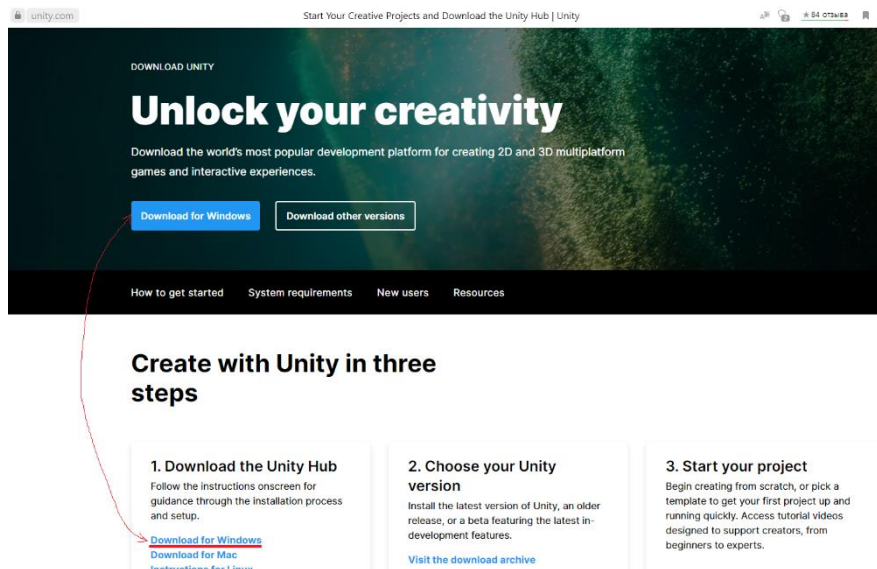 unity.com
Start Your Creative Projects and Download the Unity Hub | Unity
★ 84 отзыва
DOWNLOAD UNITY
Unlock your creativity
Download the world's most popular development platform for creating 2D and 3D multiplatform
games and interactive experiences.
Download for Windows
Download other versions
How to get started
System requirements
New users
Resources
Create with Unity in three
steps
1. Download the Unity Hub
Follow the instructions onscreen for
guidance through the installation process
and setup.
Download for Windows
Download for Mac
Instructions for Linux
2. Choose your Unity
version
Install the latest version of Unity, an older
release, or a beta featuring the latest in-
development features.
Visit the download archive
3. Start your project
Begin creating from scratch, or pick a
template to get your first project up and
running quickly. Access tutorial videos
designed to support creators, from
beginners to experts.